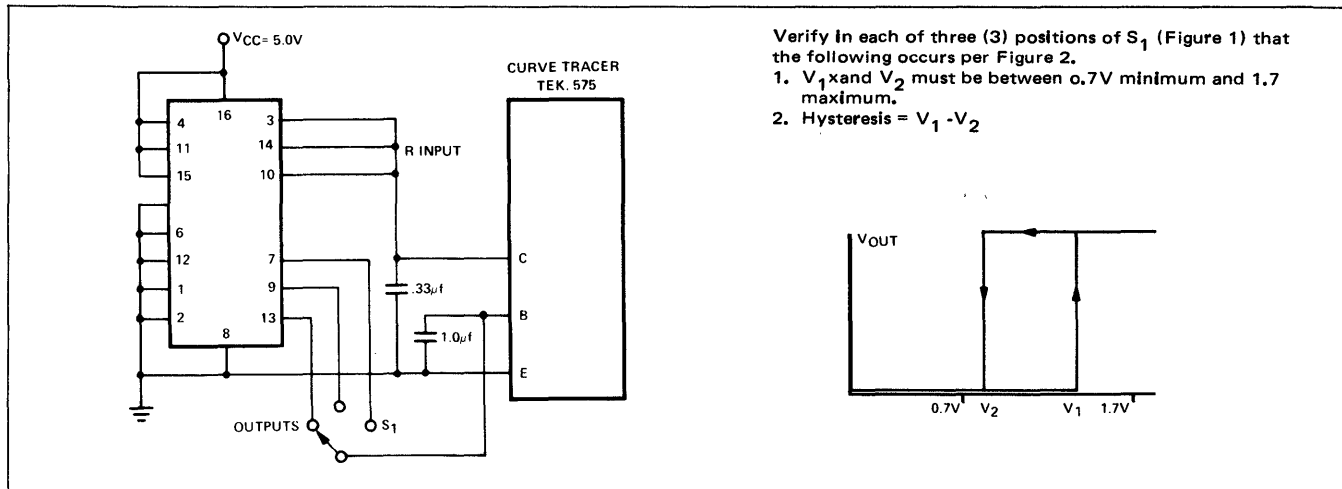 VCC= 5.0V
CURVE TRACER
TEK. 575
16
4
11
15
6
12
1
2
8
3
14
10
7
9
13
R INPUT
.33µf
1.0µf
C
B
E
OUTPUTS
S1
Verify in each of three (3) positions of S1 (Figure 1) that
the following occurs per Figure 2.
1. V1xand V2 must be between o.7V minimum and 1.7
maximum.
2. Hysteresis = V1 -V2
VOUT
0.7V V2 V1 1.7V